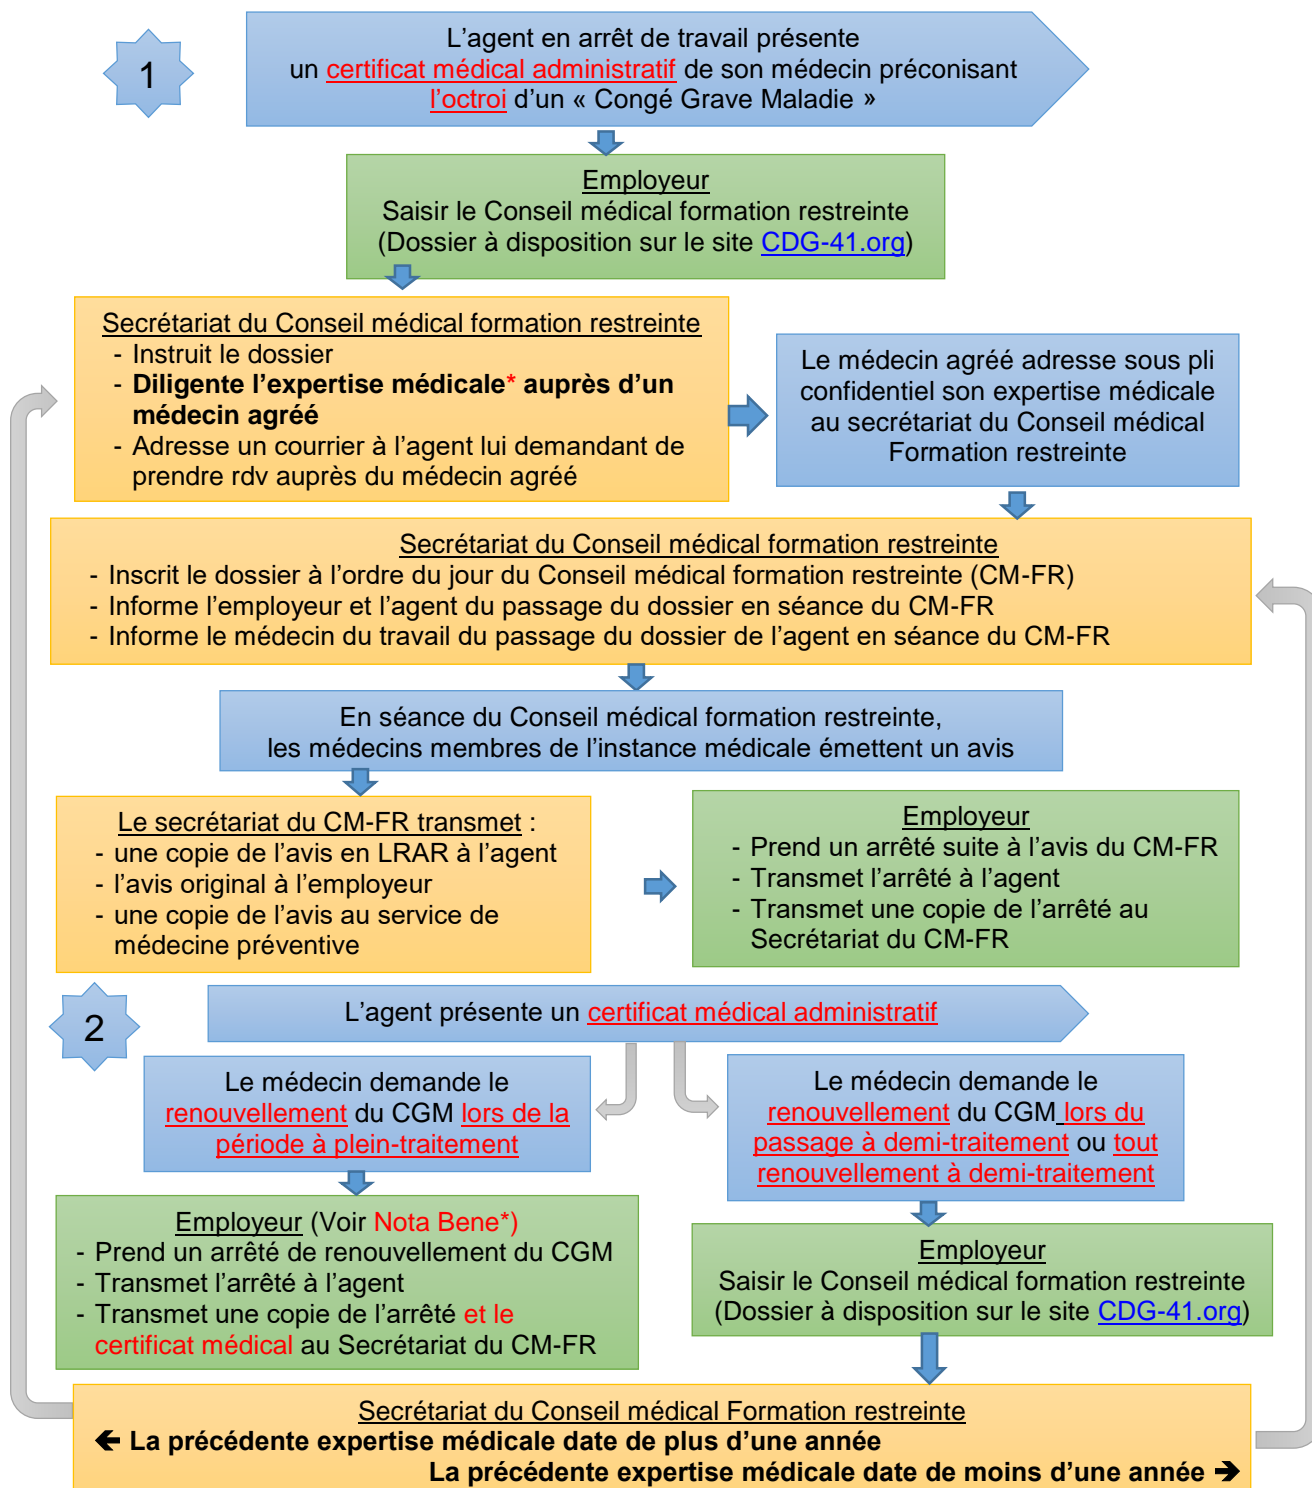 1
L'agent en arrêt de travail présente
un certificat médical administratif de son médecin préconisant
l'octroi d'un « Congé Grave Maladie »
Employeur
Saisir le Conseil médical formation restreinte
(Dossier à disposition sur le site CDG-41.org)
Secrétariat du Conseil médical formation restreinte
- Instruit le dossier
- Diligente l'expertise médicale* auprès d'un
médecin agréé
- Adresse un courrier à l'agent lui demandant de
prendre rdv auprès du médecin agréé
Le médecin agréé adresse sous pli
confidentiel son expertise médicale
au secrétariat du Conseil médical
Formation restreinte
Secrétariat du Conseil médical formation restreinte
- Inscrit le dossier à l'ordre du jour du Conseil médical formation restreinte (CM-FR)
- Informe l'employeur et l'agent du passage du dossier en séance du CM-FR
- Informe le médecin du travail du passage du dossier de l'agent en séance du CM-FR
En séance du Conseil médical formation restreinte,
les médecins membres de l'instance médicale émettent un avis
Le secrétariat du CM-FR transmet :
- une copie de l'avis en LRAR à l'agent
- l'avis original à l'employeur
- une copie de l'avis au service de
médecine préventive
Employeur
- Prend un arrêté suite à l'avis du CM-FR
- Transmet l'arrêté à l'agent
- Transmet une copie de l'arrêté au
Secrétariat du CM-FR
2
L'agent présente un certificat médical administratif
Le médecin demande le
renouvellement du CGM lors de la
période à plein-traitement
Le médecin demande le
renouvellement du CGM lors du
passage à demi-traitement ou tout
renouvellement à demi-traitement
Employeur (Voir Nota Bene*)
- Prend un arrêté de renouvellement du CGM
- Transmet l'arrêté à l'agent
- Transmet une copie de l'arrêté et le
certificat médical au Secrétariat du CM-FR
Employeur
Saisir le Conseil médical formation restreinte
(Dossier à disposition sur le site CDG-41.org)
Secrétariat du Conseil médical Formation restreinte
← La précédente expertise médicale date de plus d'une année
La précédente expertise médicale date de moins d'une année →